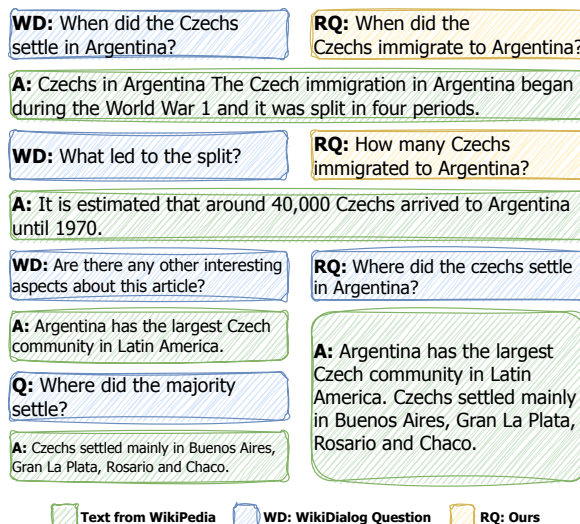 WD: When did the Czechs
settle in Argentina?
RQ: When did the
Czechs immigrate to Argentina?
A: Czechs in Argentina The Czech immigration in Argentina began
during the World War 1 and it was split in four periods.
WD: What led to the split?
RQ: How many Czechs
immigrated to Argentina?
A: It is estimated that around 40,000 Czechs arrived to Argentina
until 1970.
WD: Are there any other interesting
aspects about this article?
RQ: Where did the czechs settle
in Argentina?
A: Argentina has the largest Czech
community in Latin America.
Q: Where did the majority
settle?
A: Czechs settled mainly in Buenos Aires,
Gran La Plata, Rosario and Chaco.
A: Argentina has the largest
Czech community in Latin
America. Czechs settled mainly
in Buenos Aires, Gran La Plata,
Rosario and Chaco.
Text from WikiPedia
WD: WikiDialog Question
RQ: Ours